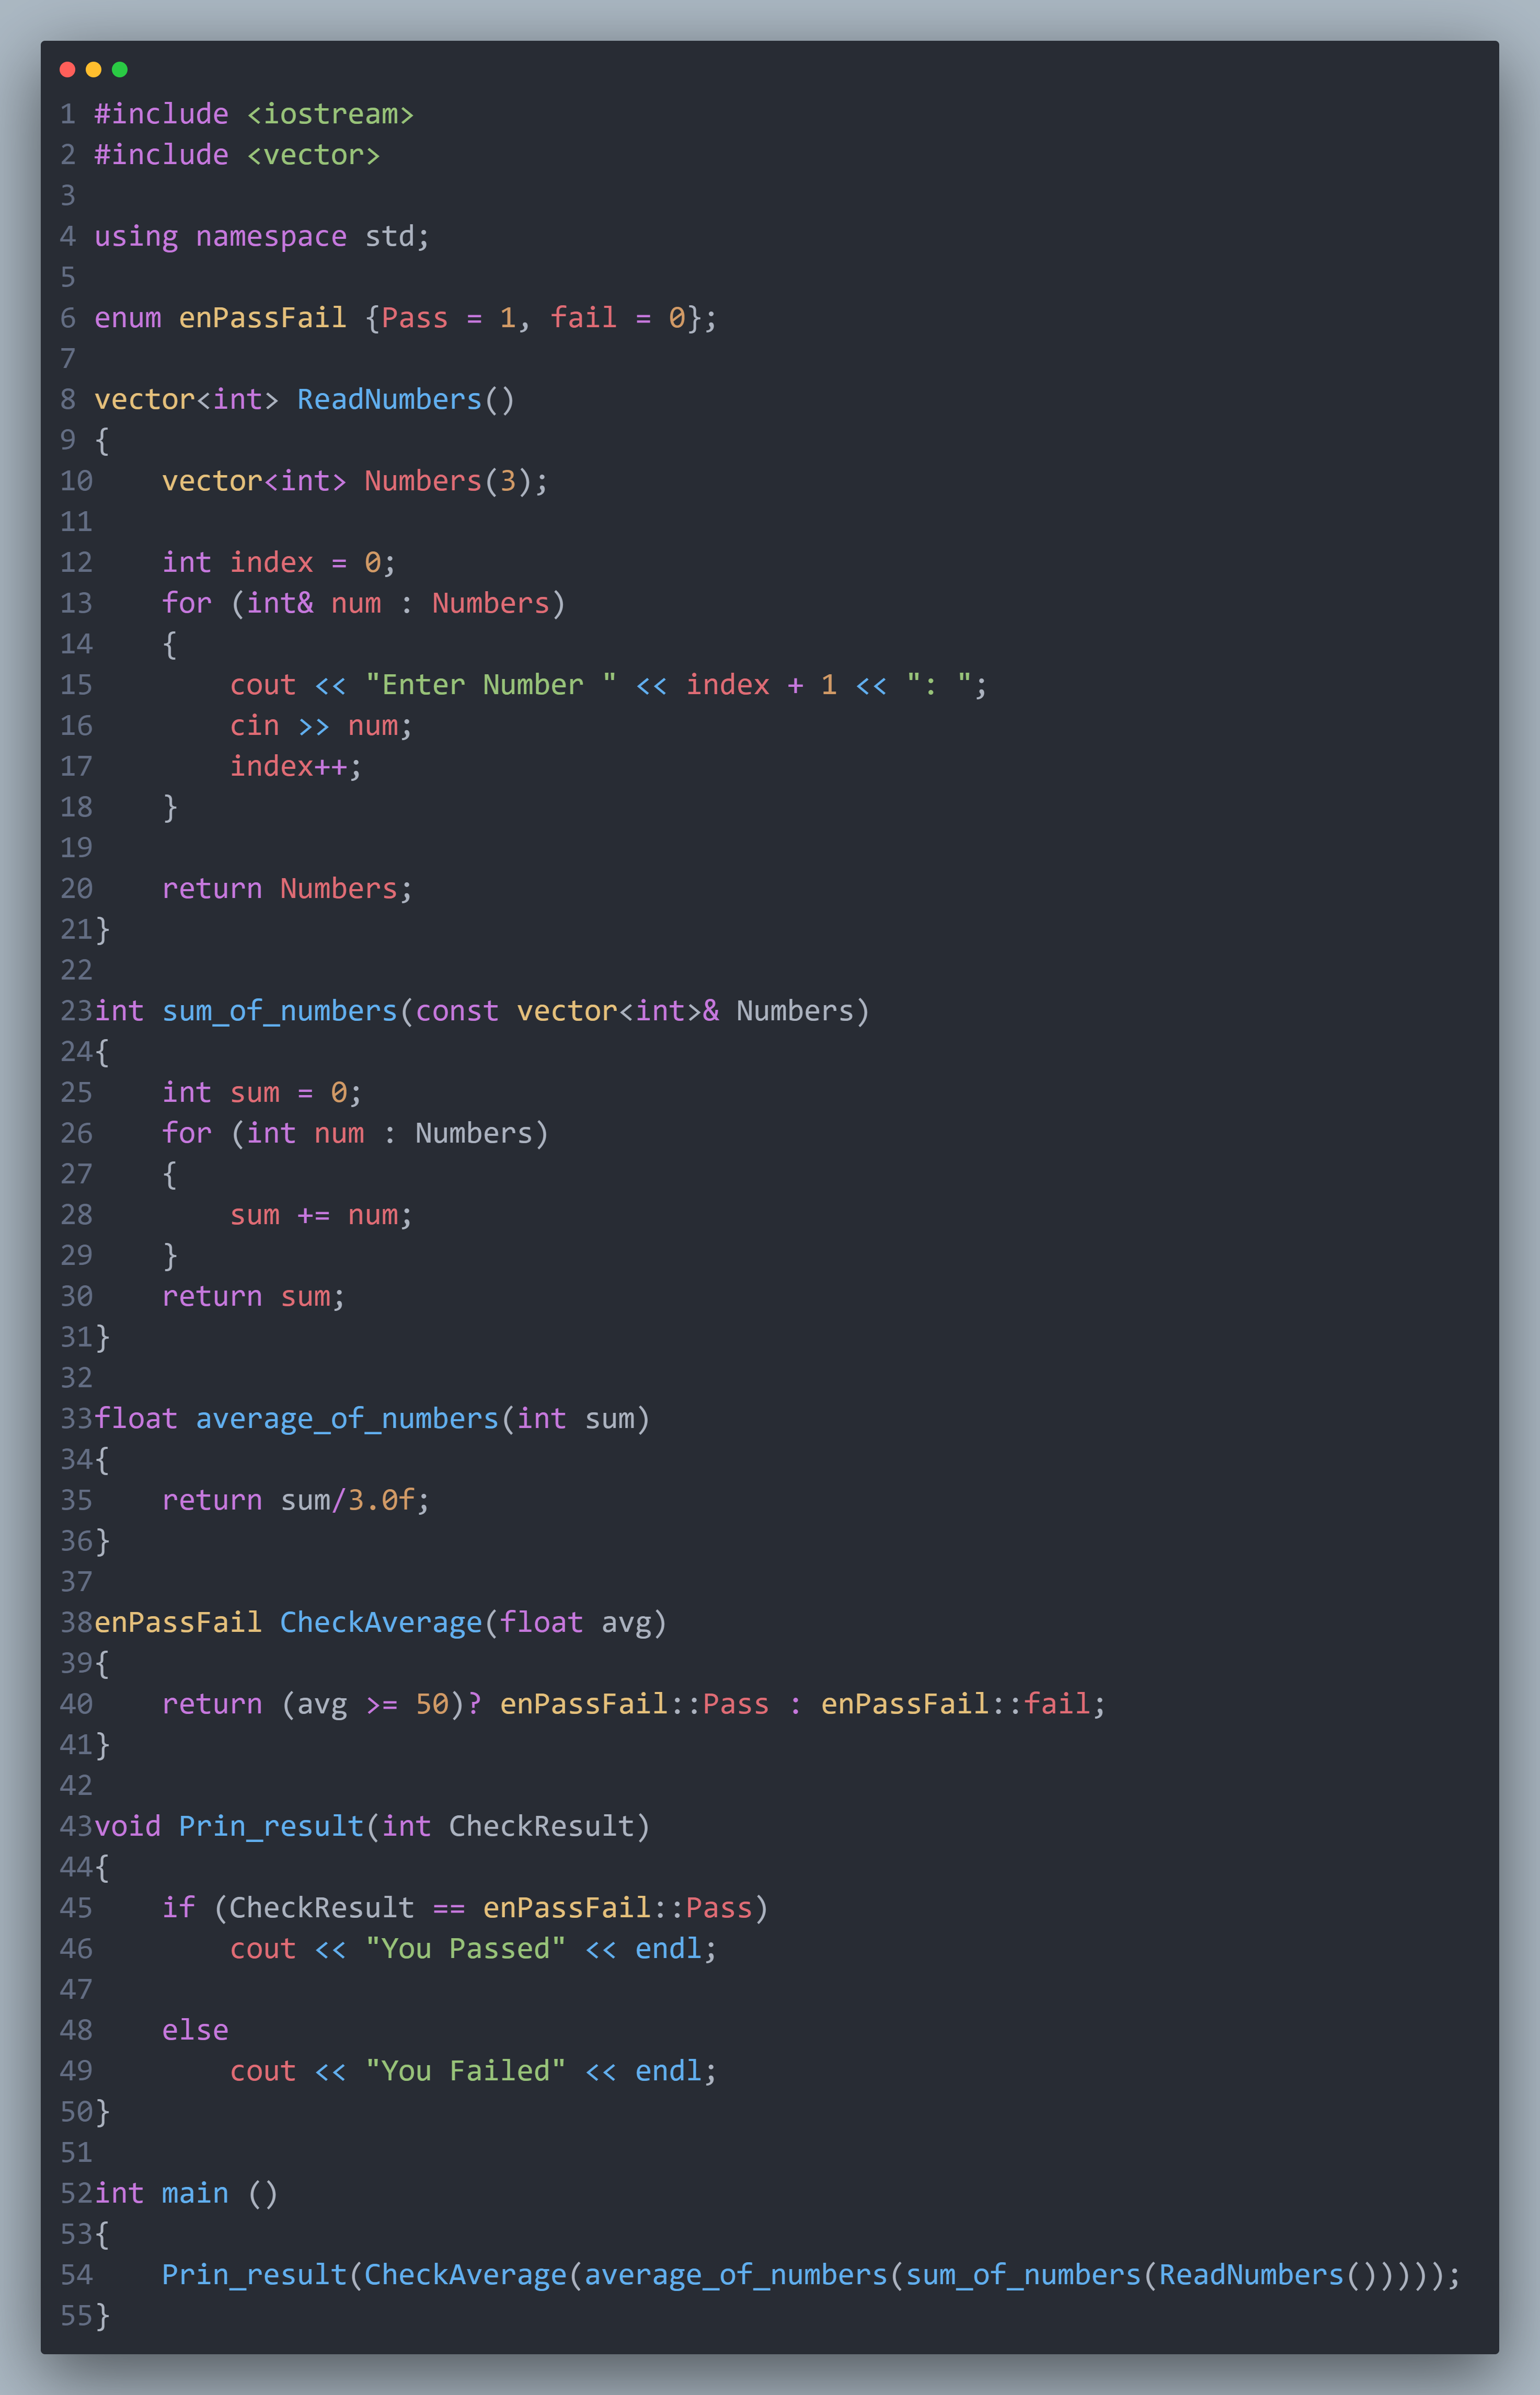 1 #include <iostream>
2 #include <vector>
3
4 using namespace std;
5
6 enum enPassFail {Pass = 1, fail = 0};
7
8 vector<int> ReadNumbers()
9 {
10    vector<int> Numbers(3);
11
12    int index = 0;
13    for (int& num : Numbers)
14    {
15        cout << "Enter Number " << index + 1 << ": ";
16        cin >> num;
17        index++;
18    }
19
20    return Numbers;
21}
22
23int sum_of_numbers(const vector<int>& Numbers)
24{
25    int sum = 0;
26    for (int num : Numbers)
27    {
28        sum += num;
29    }
30    return sum;
31}
32
33float average_of_numbers(int sum)
34{
35    return sum/3.0f;
36}
37
38enPassFail CheckAverage(float avg)
39{
40    return (avg >= 50)? enPassFail::Pass : enPassFail::fail;
41}
42
43void Prin_result(int CheckResult)
44{
45    if (CheckResult == enPassFail::Pass)
46        cout << "You Passed" << endl;
47
48    else
49        cout << "You Failed" << endl;
50}
51
52int main ()
53{
54    Prin_result(CheckAverage(average_of_numbers(sum_of_numbers(ReadNumbers()))));
55}